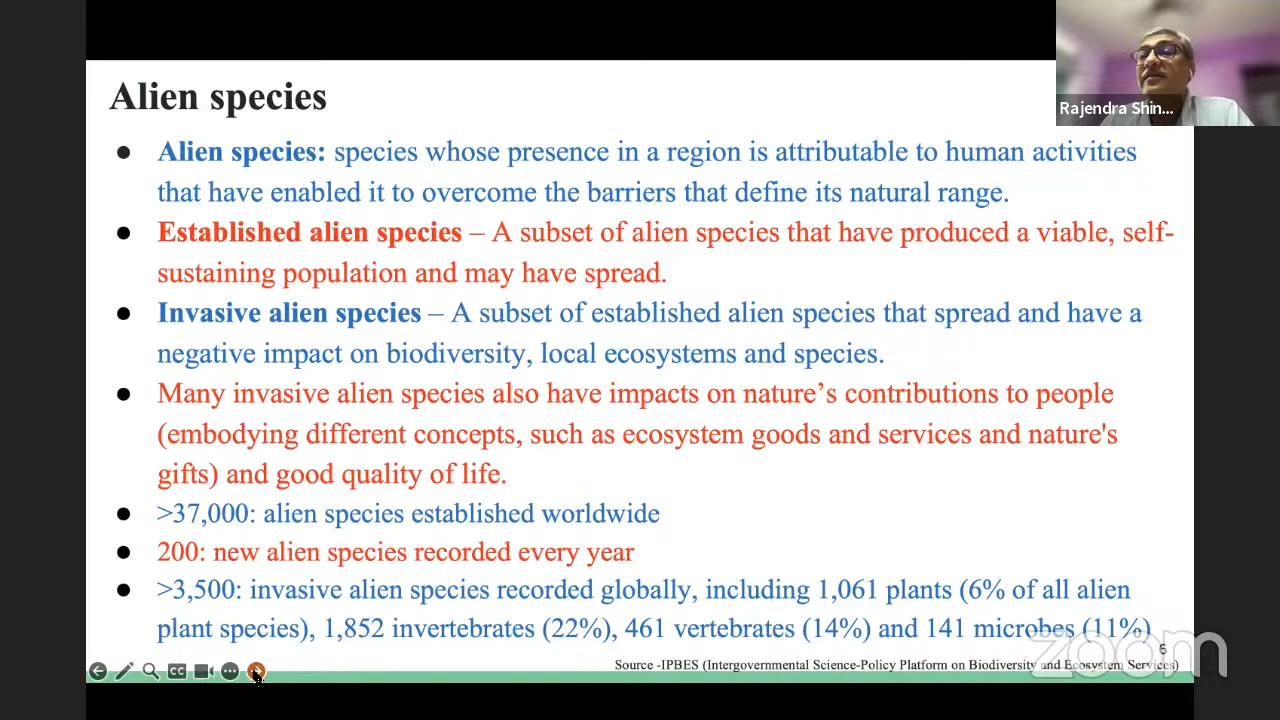 Alien species
Rajendra Shin...
● Alien species: species whose presence in a region is attributable to human activities
that have enabled it to overcome the barriers that define its natural range.
● Established alien species – A subset of alien species that have produced a viable, self-
sustaining population and may have spread.
● Invasive alien species – A subset of established alien species that spread and have a
negative impact on biodiversity, local ecosystems and species.
● Many invasive alien species also have impacts on nature’s contributions to people
(embodying different concepts, such as ecosystem goods and services and nature's
gifts) and good quality of life.
● >37,000: alien species established worldwide
● 200: new alien species recorded every year
● >3,500: invasive alien species recorded globally, including 1,061 plants (6% of all alien
plant species), 1,852 invertebrates (22%), 461 vertebrates (14%) and 141 microbes (11%)
6
Source -IPBES (Intergovernmental Science-Policy Platform on Biodiversity and Ecosystem Services)
CC
zoom